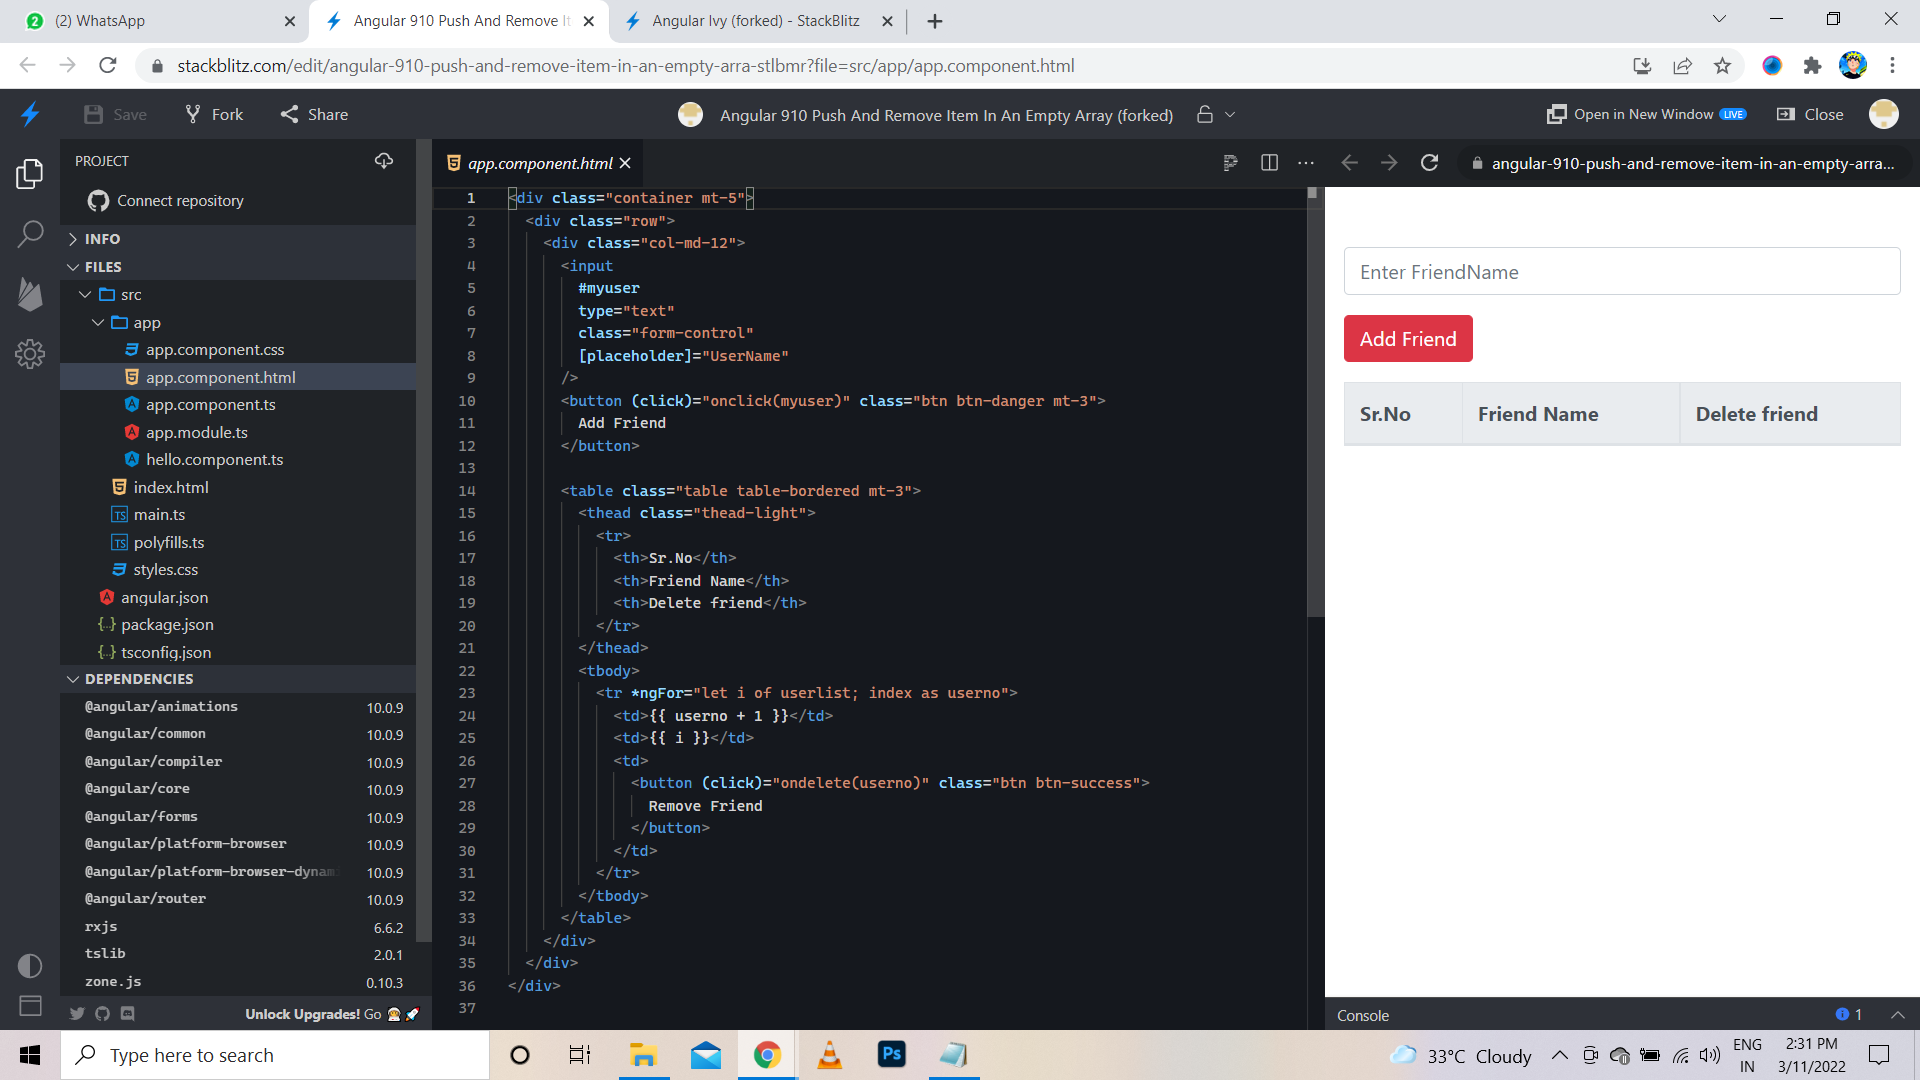 (2) WhatsApp
Angular 910 Push And Remove It
Angular Ivy (forked) - StackBlitz
stackblitz.com/edit/angular-910-push-and-remove-item-in-an-empty-arra-stlbmr?file=src/app/app.component.html
Save
Fork
Share
Angular 910 Push And Remove Item In An Empty Array (forked)
Open in New Window LIVE
Close
PROJECT
Connect repository
INFO
FILES
src
app
app.component.css
app.component.html
app.component.ts
app.module.ts
hello.component.ts
index.html
main.ts
polyfills.ts
styles.css
angular.json
package.json
tsconfig.json
DEPENDENCIES
@angular/animations 10.0.9
@angular/common 10.0.9
@angular/compiler 10.0.9
@angular/core 10.0.9
@angular/forms 10.0.9
@angular/platform-browser 10.0.9
@angular/platform-browser-dynam 10.0.9
@angular/router 10.0.9
rxjs 6.6.2
tslib 2.0.1
zone.js 0.10.3
Unlock Upgrades! Go
app.component.html
1 <div class="container mt-5">
2 <div class="row">
3 <div class="col-md-12">
4 <input
5 #myuser
6 type="text"
7 class="form-control"
8 [placeholder]="UserName"
9 />
10 <button (click)="onclick(myuser)" class="btn btn-danger mt-3">
11 Add Friend
12 </button>
13
14 <table class="table table-bordered mt-3">
15 <thead class="thead-light">
16 <tr>
17 <th>Sr.No</th>
18 <th>Friend Name</th>
19 <th>Delete friend</th>
20 </tr>
21 </thead>
22 <tbody>
23 <tr *ngFor="let i of userlist; index as userno">
24 <td>{{ userno + 1 }}</td>
25 <td>{{ i }}</td>
26 <td>
27 <button (click)="ondelete(userno)" class="btn btn-success">
28 Remove Friend
29 </button>
30 </td>
31 </tr>
32 </tbody>
33 </table>
34 </div>
35 </div>
36 </div>
37
angular-910-push-and-remove-item-in-an-empty-arra...
Enter FriendName
Add Friend
Sr.No Friend Name Delete friend
Console 1
Type here to search
Ps
33°C Cloudy
ENG
IN
2:31 PM
3/11/2022